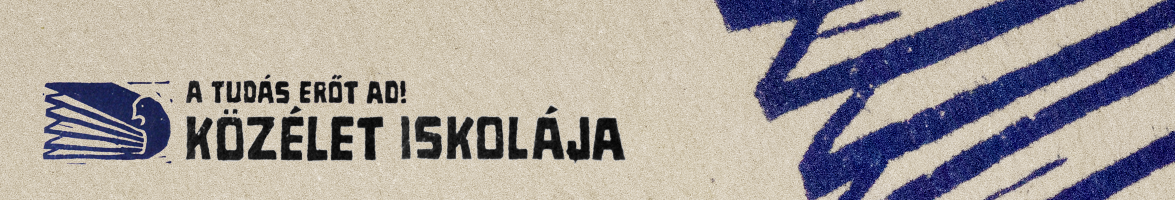 A TUDÁS ERŐT AD!
KÖZÉLET ISKOLÁJA